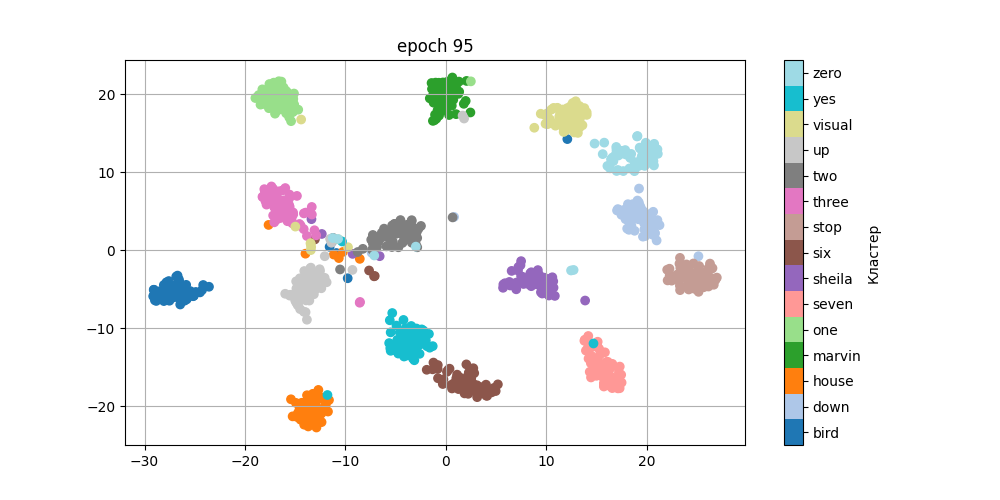 epoch 95
20
10
0
−10
−20
−30
−20
−10
0
10
20
zero
yes
visual
up
two
three
stop
six
sheila
seven
one
marvin
house
down
bird
Кластер